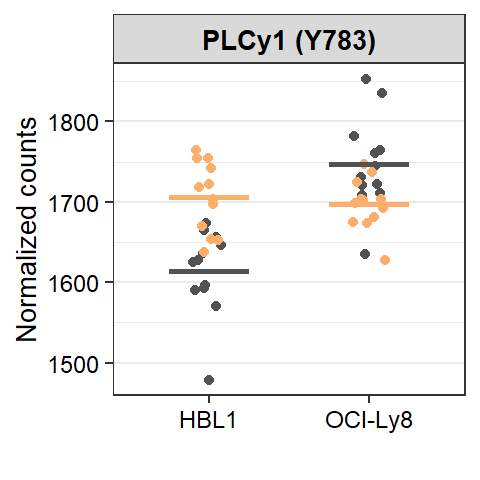 PLCy1 (Y783)
Normalized counts
1800
1700
1600
1500
HBL1
OCI-Ly8